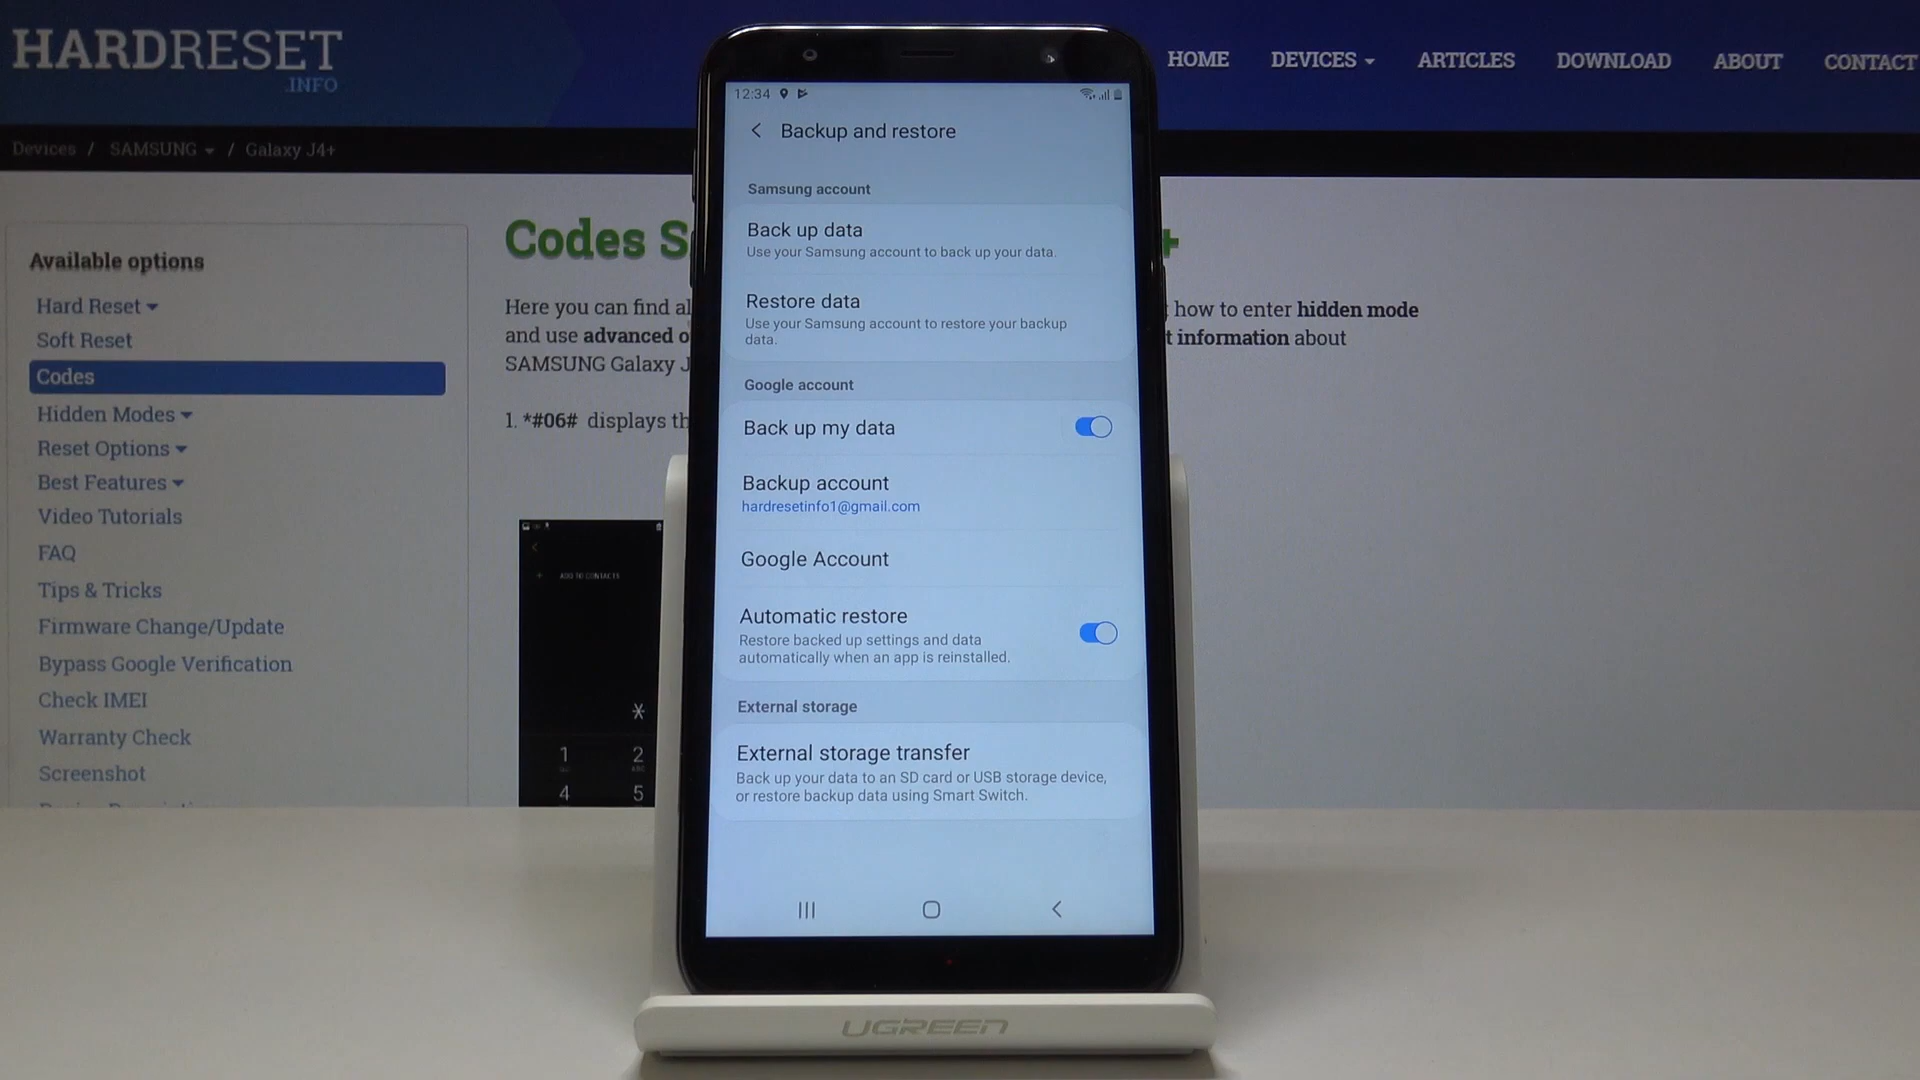 HARDRESET
.INFO
HOME DEVICES ARTICLES DOWNLOAD ABOUT CONTACT
Devices / SAMSUNG / Galaxy J4+
Available options
Hard Reset
Soft Reset
Codes
Hidden Modes
Reset Options
Best Features
Video Tutorials
FAQ
Tips & Tricks
Firmware Change/Update
Bypass Google Verification
Check IMEI
Warranty Check
Screenshot
Codes S +
Here you can find al how to enter hidden mode
and use advanced o t information about
SAMSUNG Galaxy J
1. *#06# displays th
ADD TO CONTACTS
*
1 2
4 5
12:34
Backup and restore
Samsung account
Back up data
Use your Samsung account to back up your data.
Restore data
Use your Samsung account to restore your backup
data.
Google account
Back up my data
Backup account
hardresetinfo1@gmail.com
Google Account
Automatic restore
Restore backed up settings and data
automatically when an app is reinstalled.
External storage
External storage transfer
Back up your data to an SD card or USB storage device,
or restore backup data using Smart Switch.
UGREEN